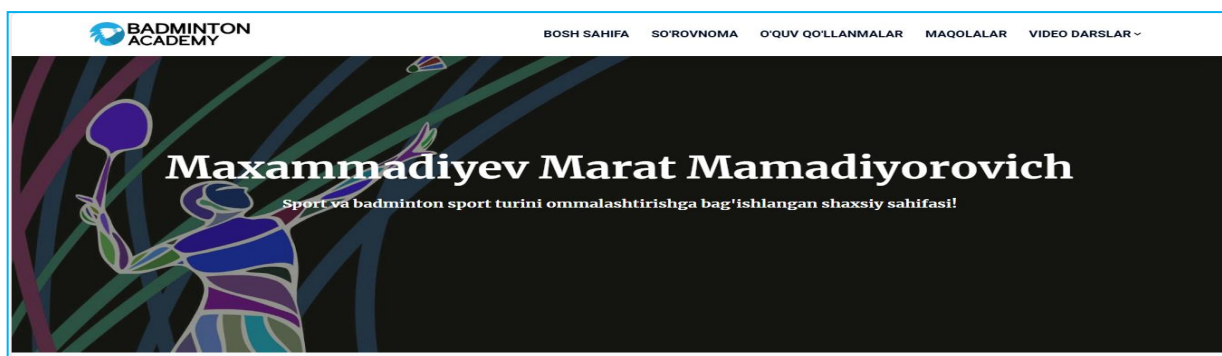 BADMINTON
ACADEMY
BOSH SAHIFA SO'ROVNOMA O'QUV QO'LLANMALAR MAQOLALAR VIDEO DARSLAR
Maxammadiyev Marat Mamadiyorovich
Sport va badminton sport turini ommalashtirishga bag'ishlangan shaxsiy sahifasi!